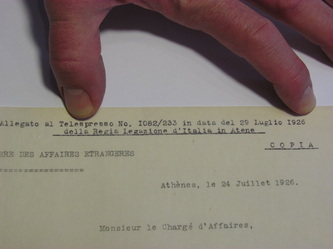 Allegato al Telespresso No. 1082/233 in data del 29 Luglio 1926
della Regia Legazione d'Italia in Atene
COPIA
DES AFFAIRES ETRANGERES
================
Athènes, le 24 Juillet 1926.
Monsieur le Chargé d'Affaires,